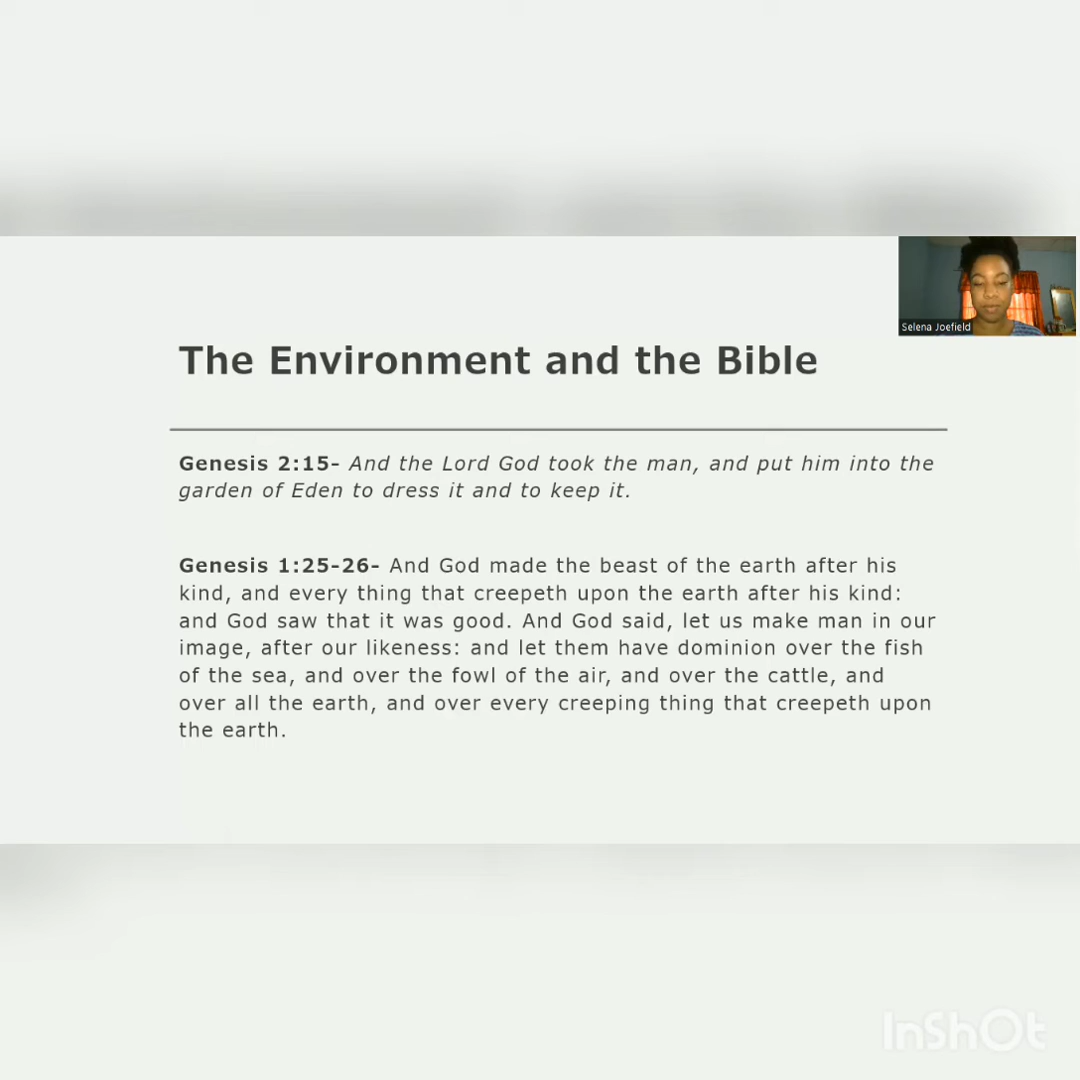 Selena Joefield
The Environment and the Bible
Genesis 2:15- And the Lord God took the man, and put him into the
garden of Eden to dress it and to keep it.
Genesis 1:25-26- And God made the beast of the earth after his
kind, and every thing that creepeth upon the earth after his kind:
and God saw that it was good. And God said, let us make man in our
image, after our likeness: and let them have dominion over the fish
of the sea, and over the fowl of the air, and over the cattle, and
over all the earth, and over every creeping thing that creepeth upon
the earth.
InShOt